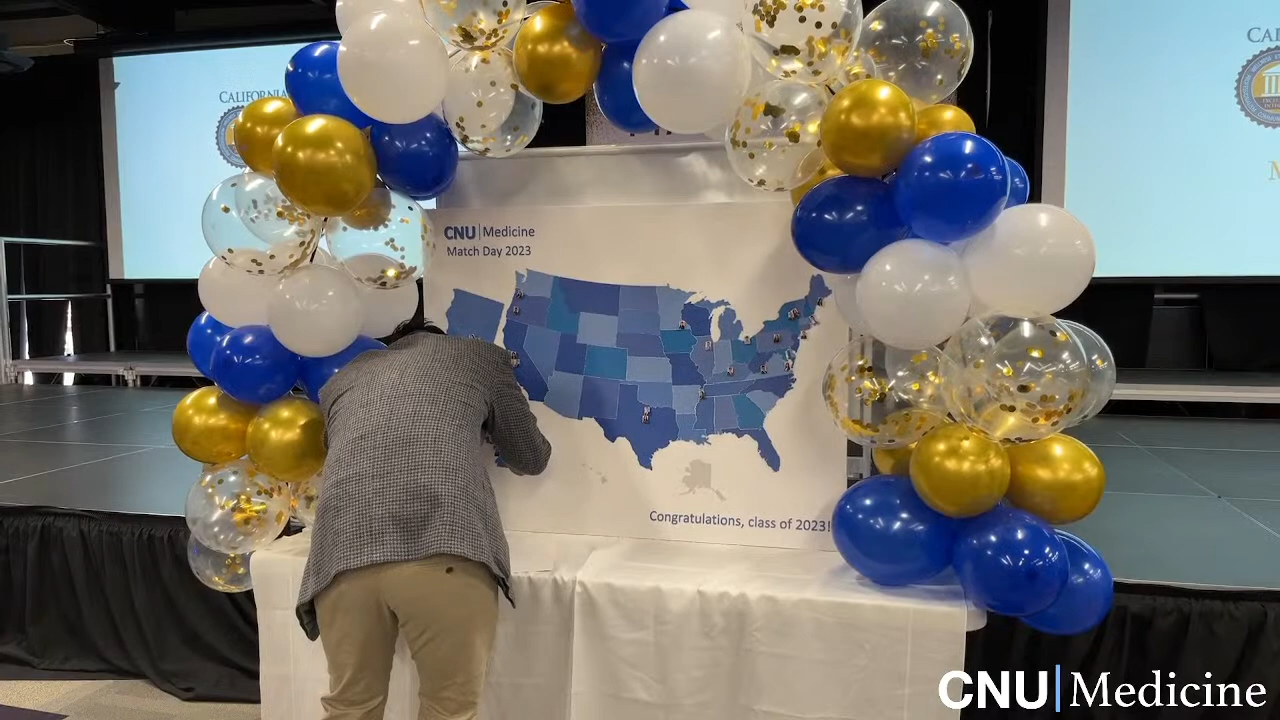 CALIFORNIA
CNU | Medicine
Match Day 2023
Congratulations, class of 2023!
CNU | Medicine